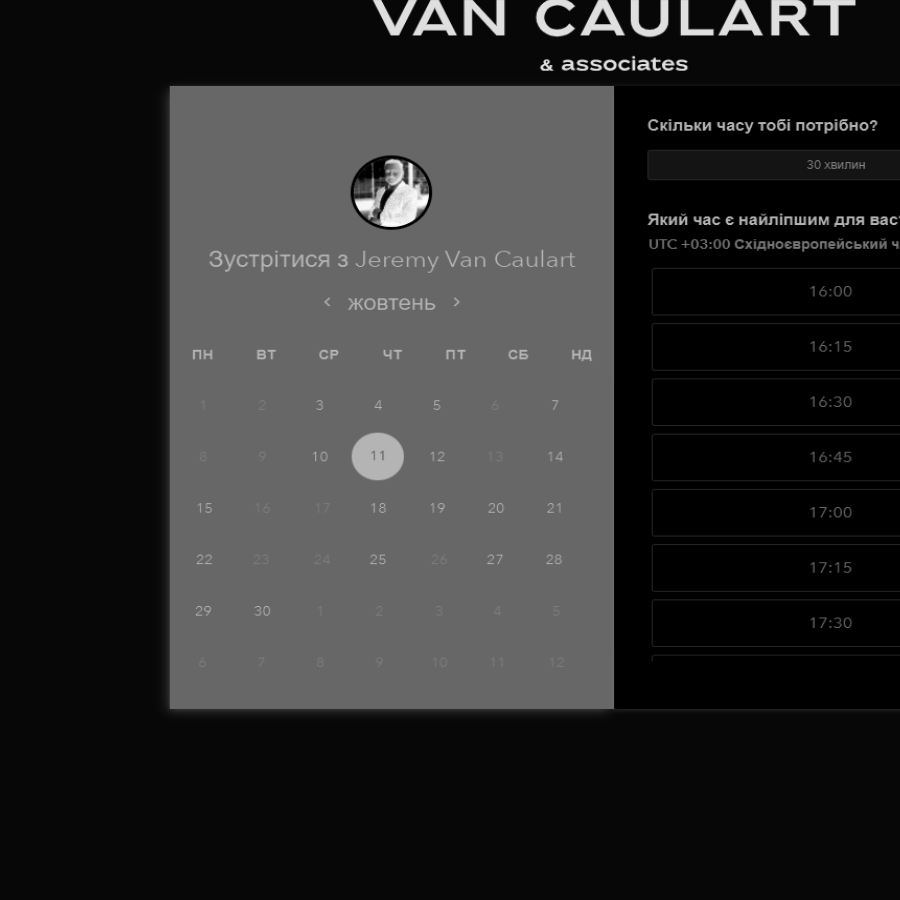 VAN CAULART
& associates
Зустрітися з Jeremy Van Caulart
жовтень
ПН ВТ СР ЧТ ПТ СБ НД
1 2 3 4 5 6 7
8 9 10 11 12 13 14
15 16 17 18 19 20 21
22 23 24 25 26 27 28
29 30 1 2 3 4 5
6 7 8 9 10 11 12
Скільки часу тобі потрібно?
30 хвилин
Який час є найліпшим для вас
UTC +03:00 Східноєвропейський
16:00
16:15
16:30
16:45
17:00
17:15
17:30